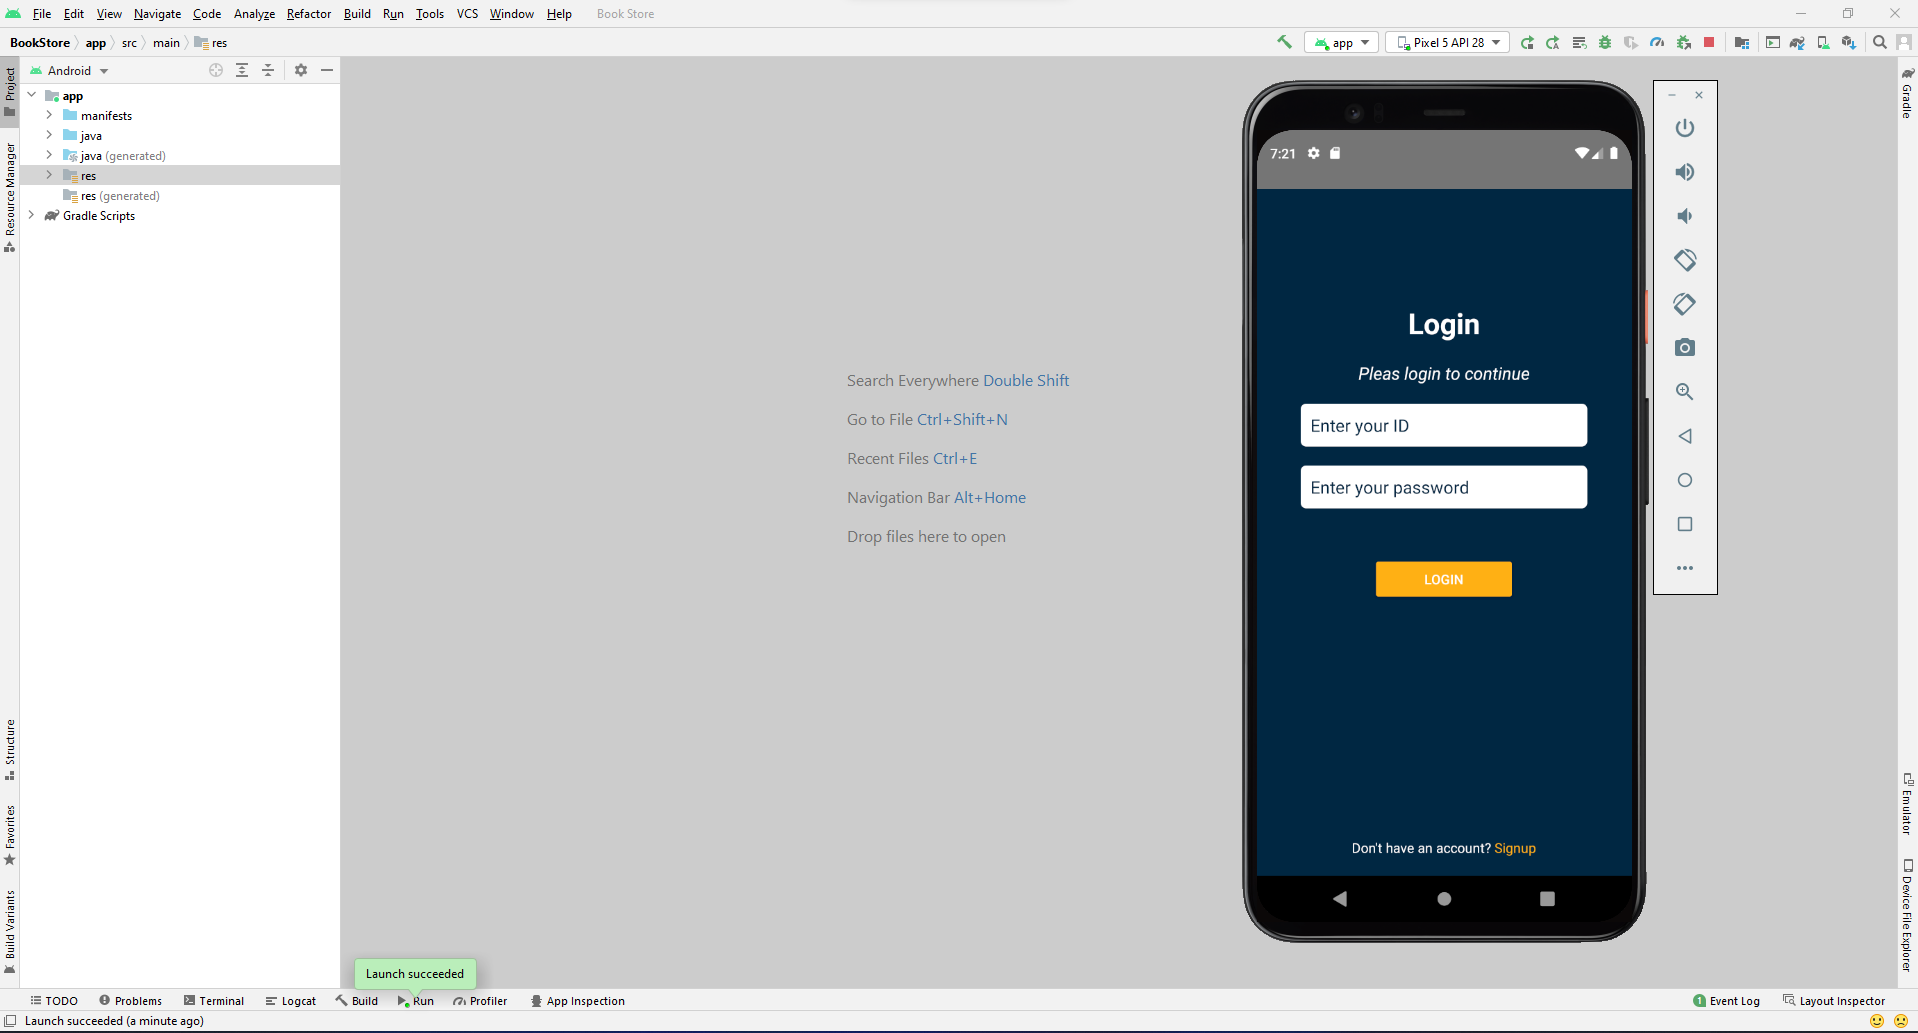 File Edit View Navigate Code Analyze Refactor Build Run Tools VCS Window Help Book Store
BookStore app src main res
app Pixel 5 API 28
Android
app
manifests
java
java (generated)
res
res (generated)
Gradle Scripts
Project
Resource Manager
Structure
Favorites
Build Variants
Search Everywhere Double Shift
Go to File Ctrl+Shift+N
Recent Files Ctrl+E
Navigation Bar Alt+Home
Drop files here to open
7:21
Login
Pleas login to continue
Enter your ID
Enter your password
LOGIN
Don't have an account? Signup
Gradle
Emulator
Device File Explorer
Launch succeeded
TODO Problems Terminal Logcat Build Run Profiler App Inspection 1 Event Log Layout Inspector
Launch succeeded (a minute ago)